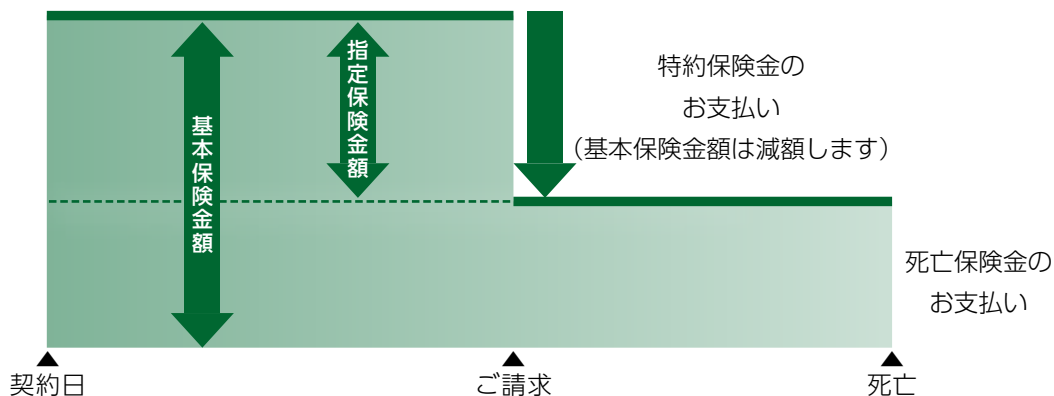 基本保険金額
指定保険金額
特約保険金の
お支払い
(基本保険金額は減額します)
死亡保険金の
お支払い
契約日
ご請求
死亡